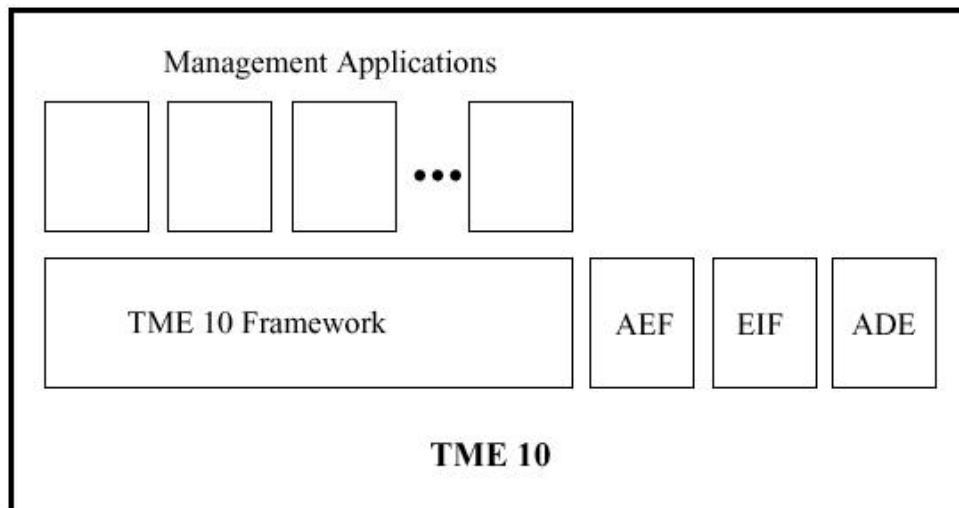 Management Applications
TME 10 Framework
AEF
EIF
ADE
TME 10